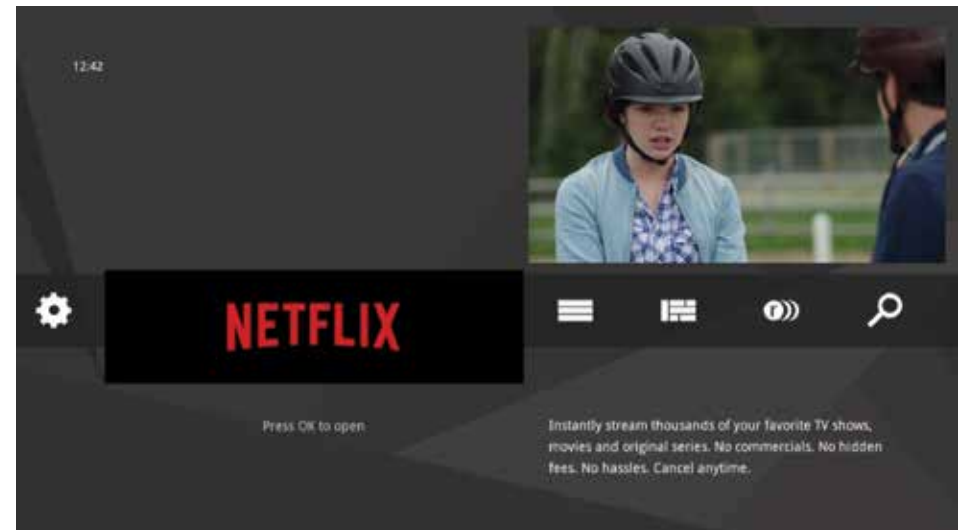 12:42
NETFLIX
Press OK to open
Instantly stream thousands of your favorite TV shows,
movies and original series. No commercials. No hidden
fees. No hassles. Cancel anytime.